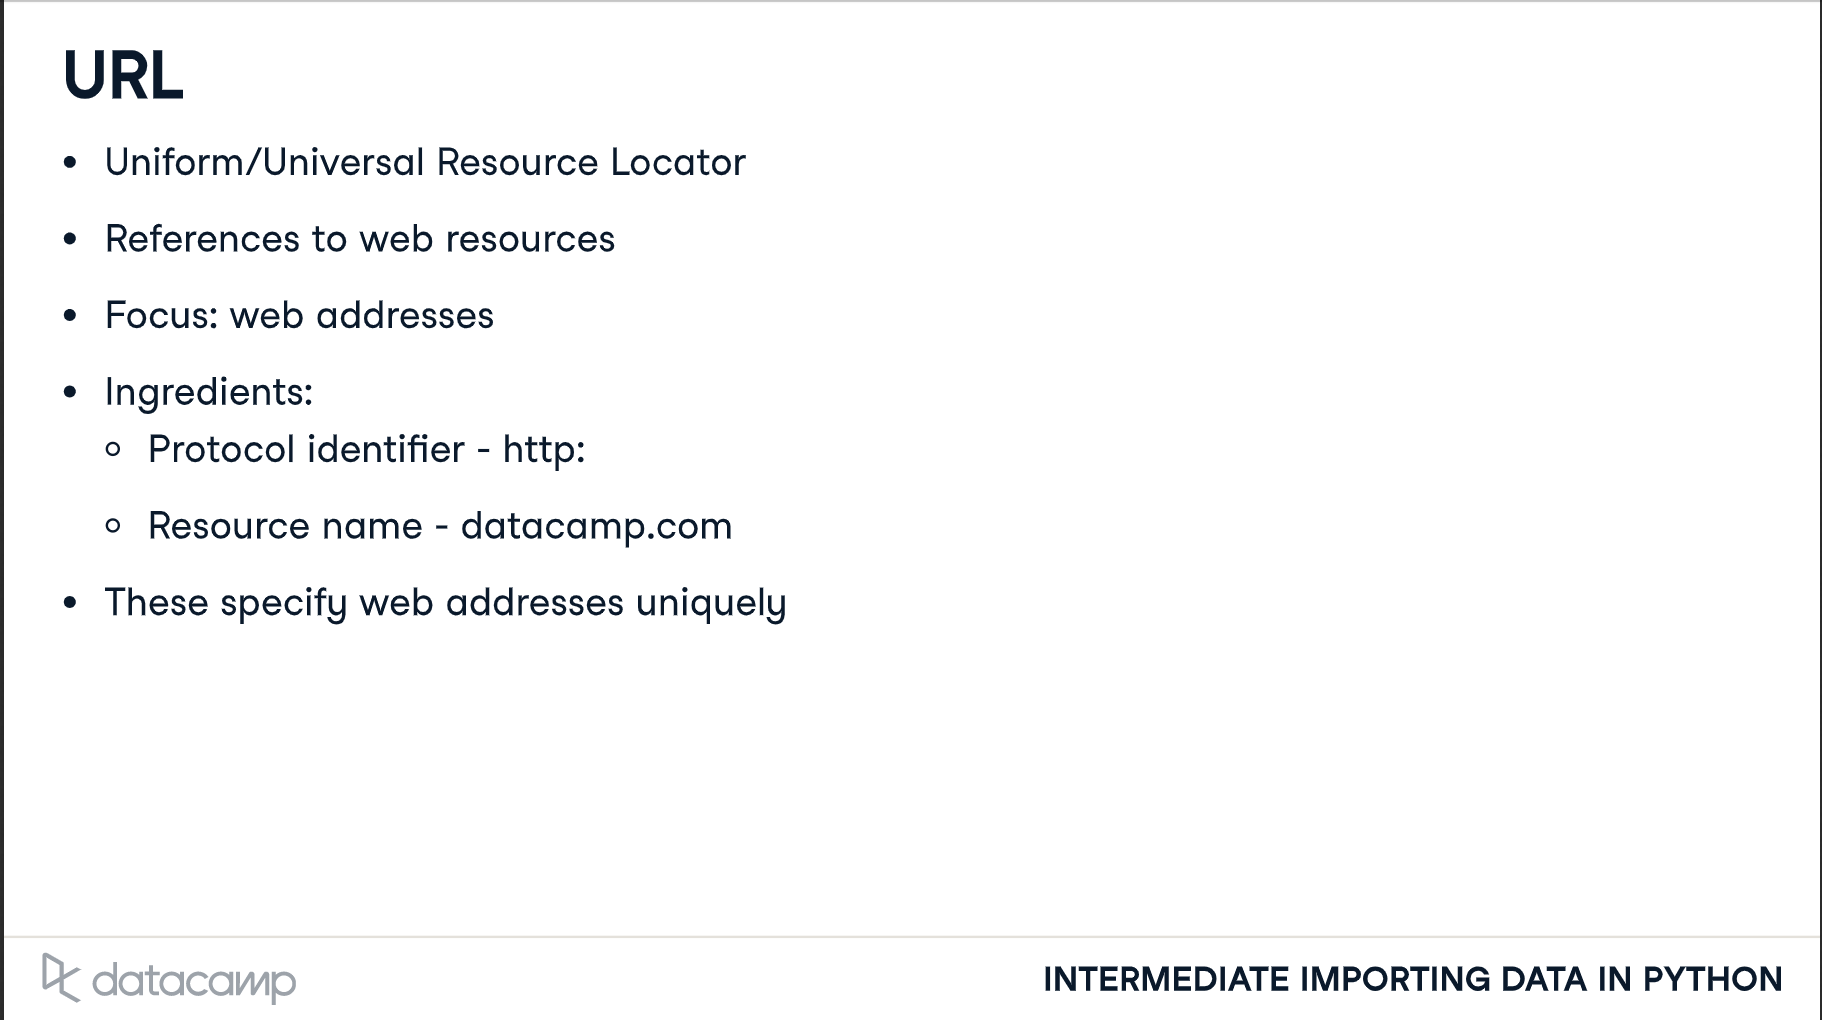 URL
• Uniform/Universal Resource Locator
• References to web resources
• Focus: web addresses
• Ingredients:
○ Protocol identifier - http:
○ Resource name - datacamp.com
• These specify web addresses uniquely
datacamp
INTERMEDIATE IMPORTING DATA IN PYTHON